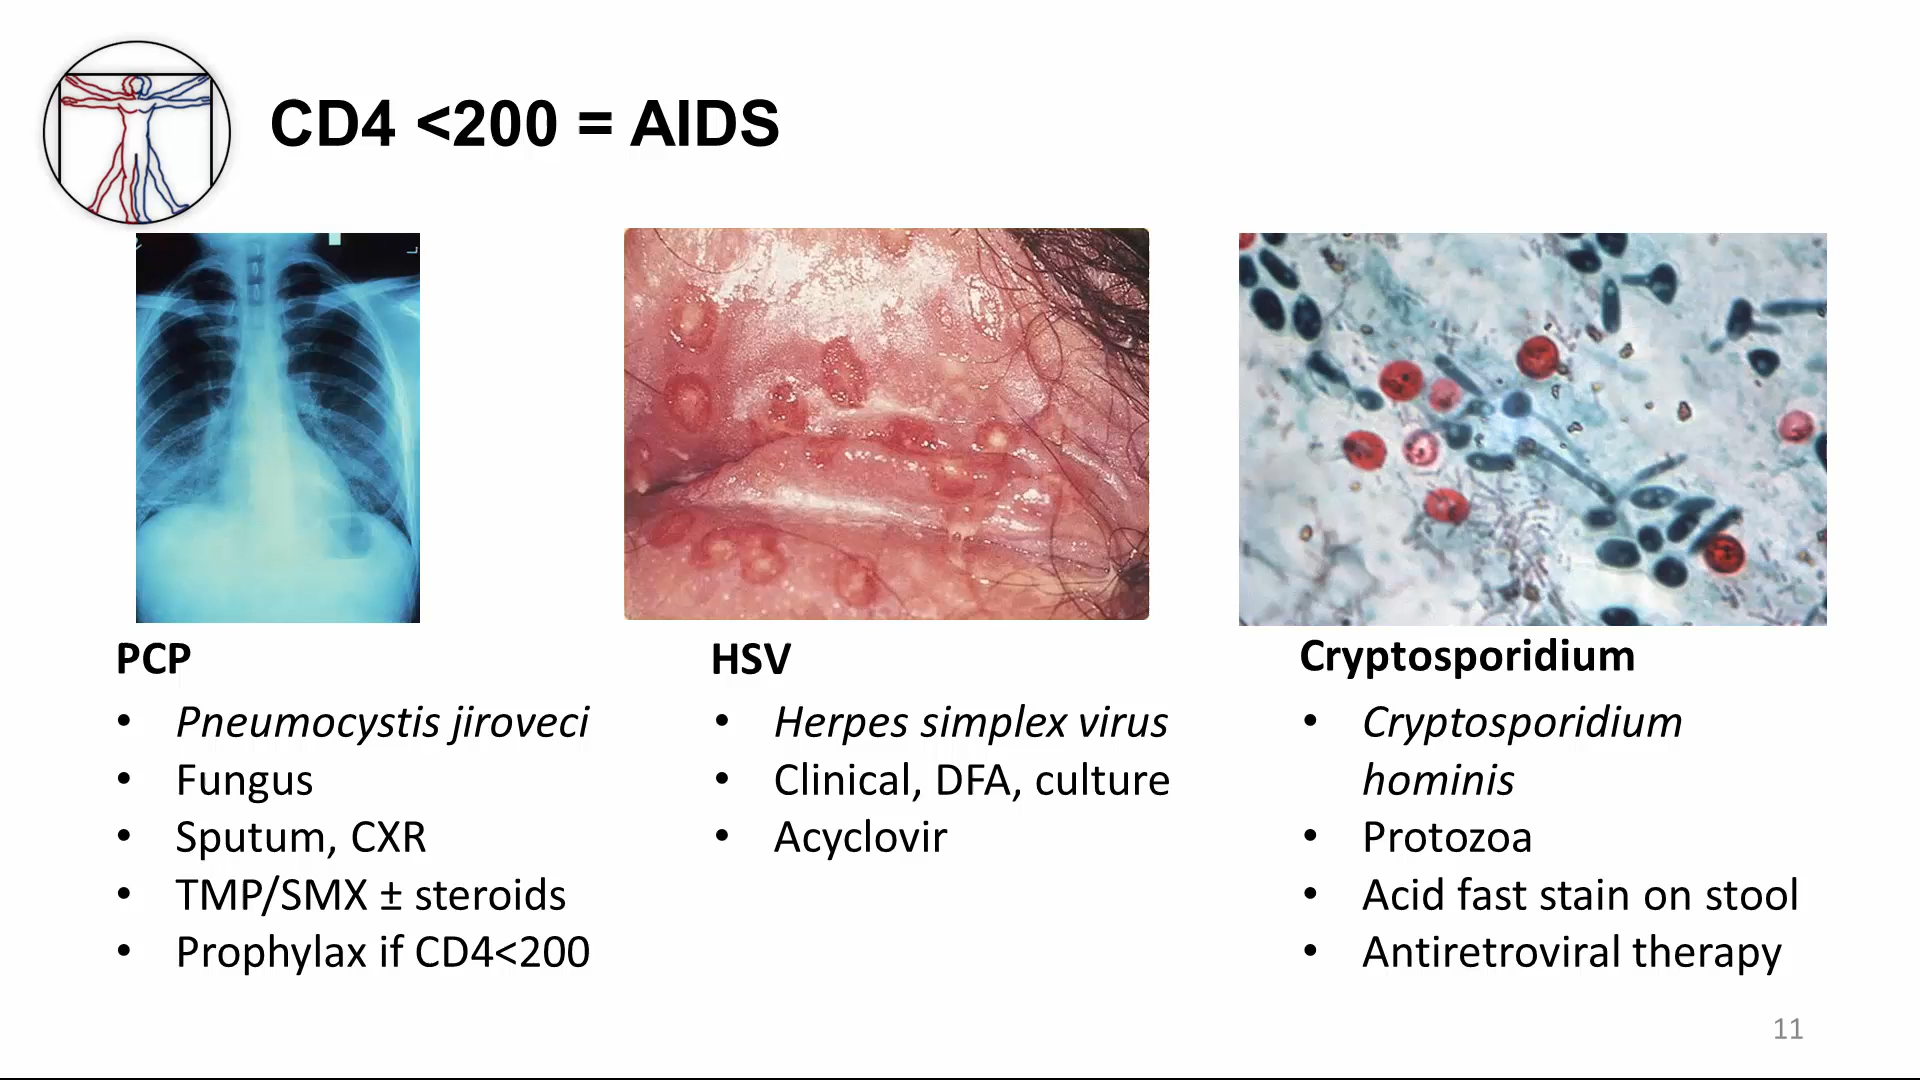 CD4 <200 = AIDS
PCP
• Pneumocystis jiroveci
• Fungus
• Sputum, CXR
• TMP/SMX ± steroids
• Prophylax if CD4<200
HSV
• Herpes simplex virus
• Clinical, DFA, culture
• Acyclovir
Cryptosporidium
• Cryptosporidium
hominis
• Protozoa
• Acid fast stain on stool
• Antiretroviral therapy
11